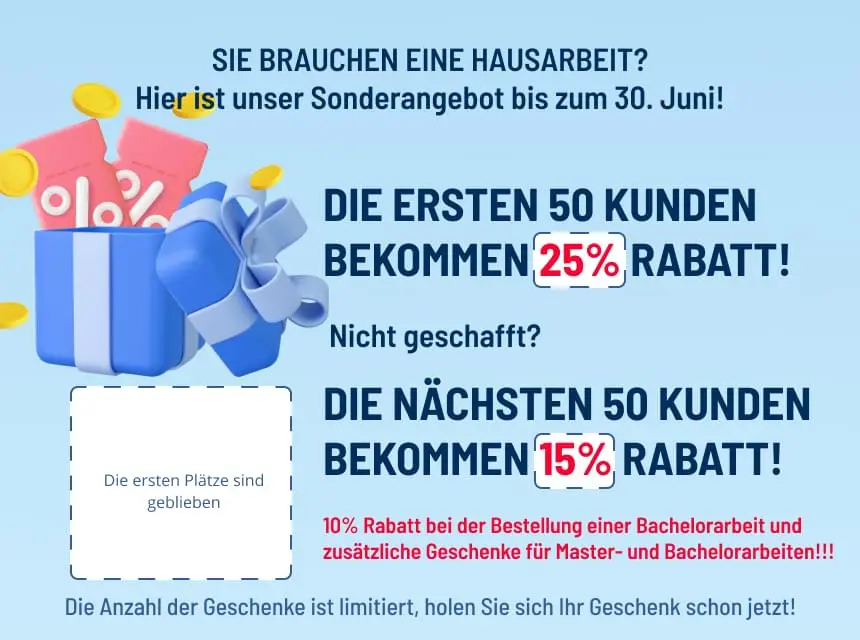 SIE BRAUCHEN EINE HAUSARBEIT?
Hier ist unser Sonderangebot bis zum 30. Juni!
%
%
DIE ERSTEN 50 KUNDEN
BEKOMMEN 25% RABATT!
Nicht geschafft?
DIE NÄCHSTEN 50 KUNDEN
BEKOMMEN 15% RABATT!
Die ersten Plätze sind
geblieben
10% Rabatt bei der Bestellung einer Bachelorarbeit und
zusätzliche Geschenke für Master- und Bachelorarbeiten!!!
Die Anzahl der Geschenke ist limitiert, holen Sie sich Ihr Geschenk schon jetzt!